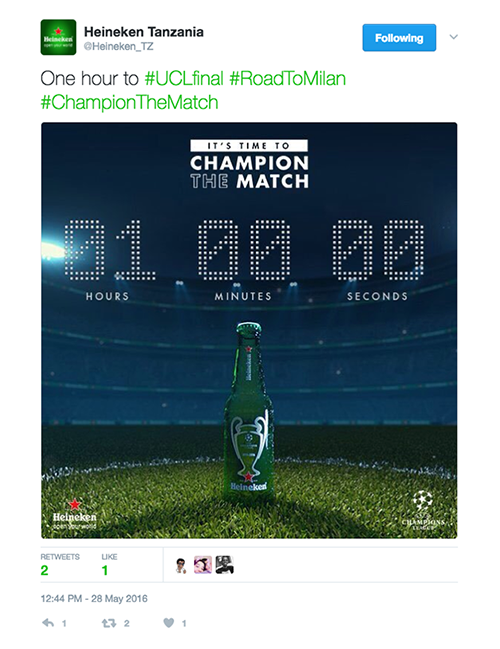 Heineken Tanzania
@Heineken_TZ
Following
One hour to #UCLfinal #RoadToMilan
#ChampionTheMatch
IT'S TIME TO
CHAMPION
THE MATCH
01 00 00
HOURS MINUTES SECONDS
Heineken
Heineken
Heineken
open your world
CHAMPIONS
LEAGUE
RETWEETS LIKE
2 1
12:44 PM - 28 May 2016
1 2 1